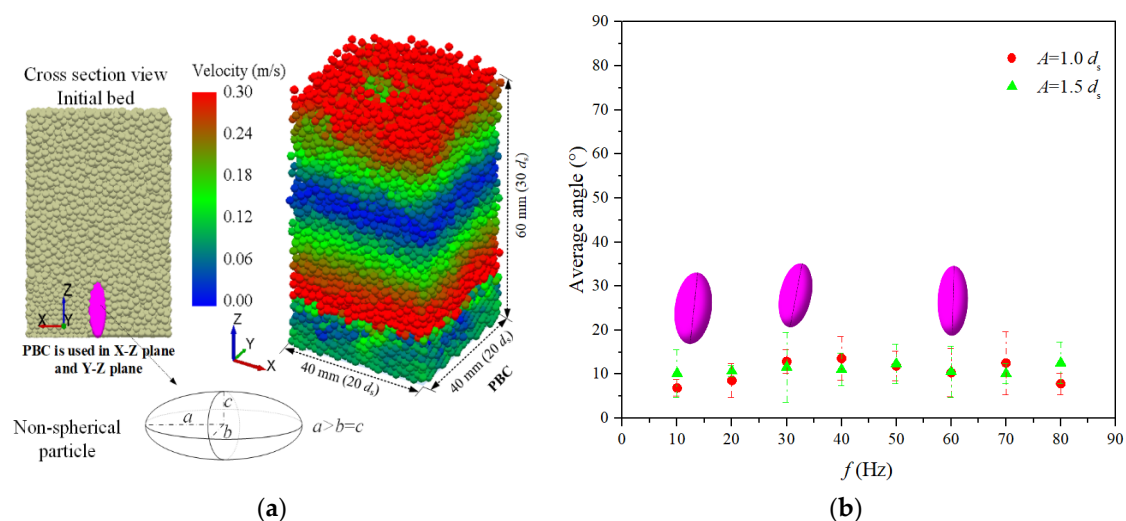 Cross section view
Initial bed
Z
X
Y
PBC is used in X-Z plane
and Y-Z plane
Velocity (m/s)
0.30
0.24
0.18
0.12
0.06
0.00
Z
Y
X
60 mm (30 ds)
40 mm (20 ds)
40 mm (20 ds)
PBC
Non-spherical
particle
a
b
c
a>b=c
(a)
Average angle (°)
90
80
70
60
50
40
30
20
10
0
A=1.0 ds
A=1.5 ds
0 10 20 30 40 50 60 70 80 90
f (Hz)
(b)